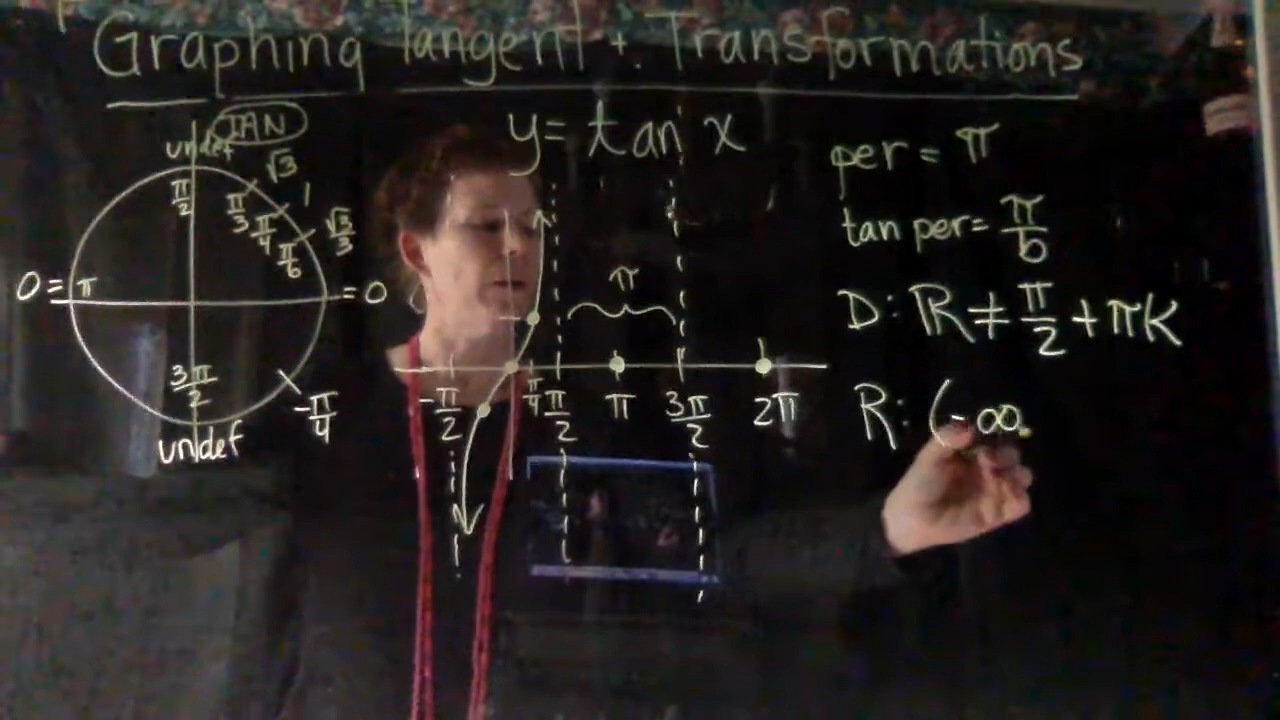 Graphing Tangent + Transformations
TAN
y = tan x
undef
√3
1
√3/3
π/2
π/3
π/4
π/6
0 = π
= 0
3π/2
undef
-π/4
π
-π/2
π/4
π/2
π
3π/2
2π
per = π
tan per = π/b
D: ℝ ≠ π/2 + πK
R: (-∞